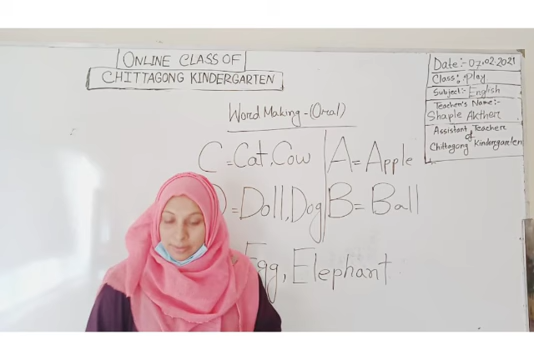 ONLINE CLASS OF
CHITTAGONG KINDERGARTEN
Date:- 07.02.2021
Class:- Play
Subject:- English
Teacher's Name:-
Shaple Akther
Assistant Teacher
of
Chittagong Kindergarten
Word Making-(Oral)
C=Cat,Cow
A=Apple
D=Doll,Dog
B=Ball
Egg, Elephant